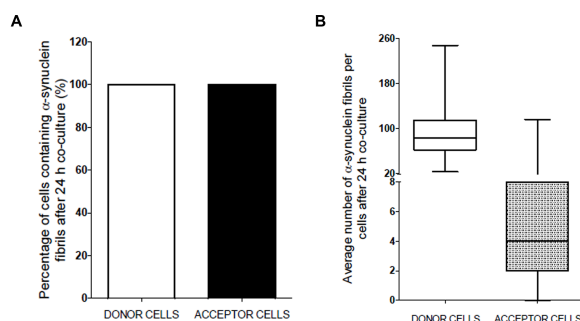 A
Percentage of cells containing α-synuclein
fibrils after 24 h co-culture (%)
120
100
80
60
40
20
0
DONOR CELLS ACCEPTOR CELLS
B
Average number of α-synuclein fibrils per
cells after 24 h co-culture
260
180
100
20
8
6
4
2
0
DONOR CELLS ACCEPTOR CELLS